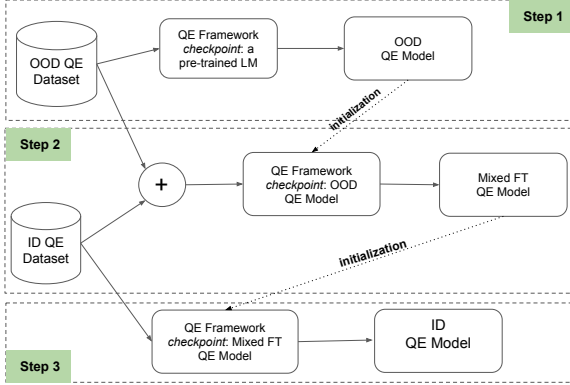 Step 1
OOD QE
Dataset
QE Framework
checkpoint: a
pre-trained LM
OOD
QE Model
initialization
Step 2
+
QE Framework
checkpoint: OOD
QE Model
Mixed FT
QE Model
ID QE
Dataset
initialization
QE Framework
checkpoint: Mixed FT
QE Model
ID
QE Model
Step 3